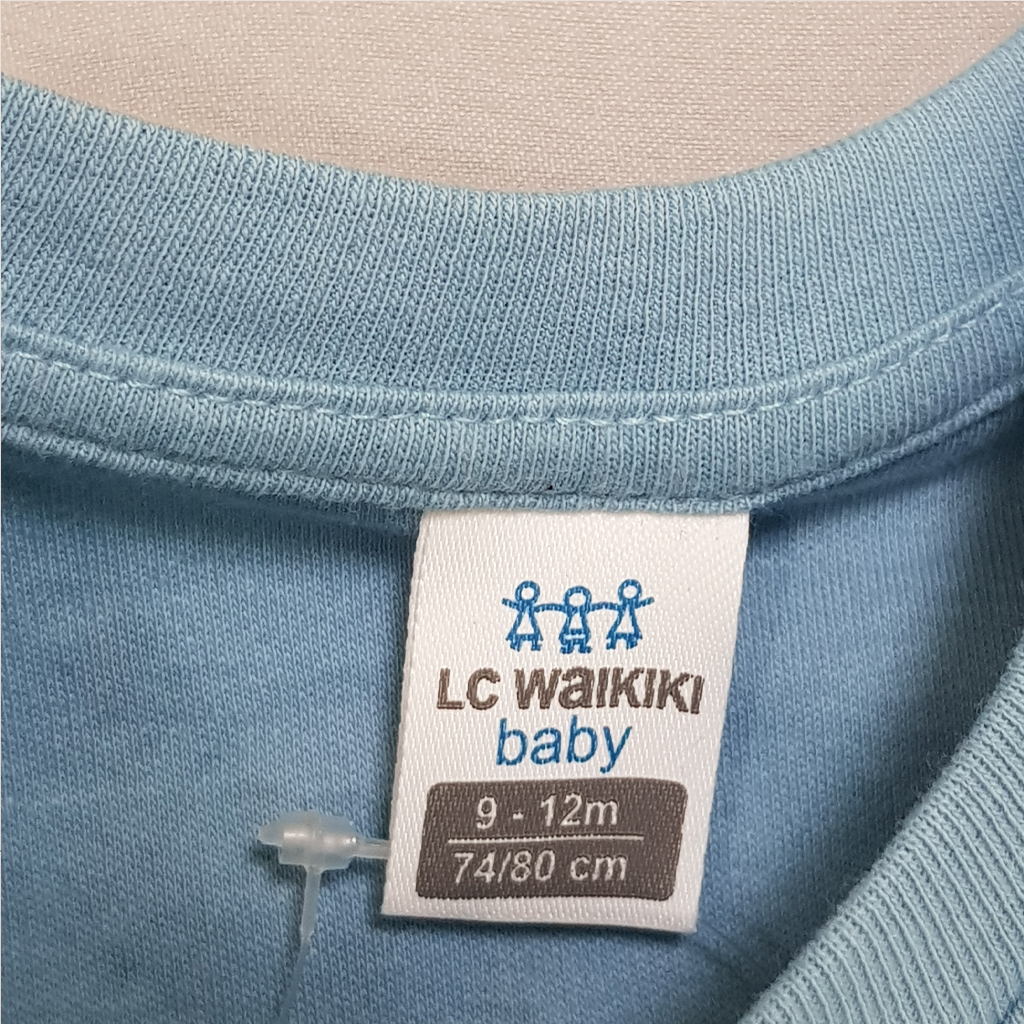 LC WaIKIKI
baby
9 - 12m
74/80 cm